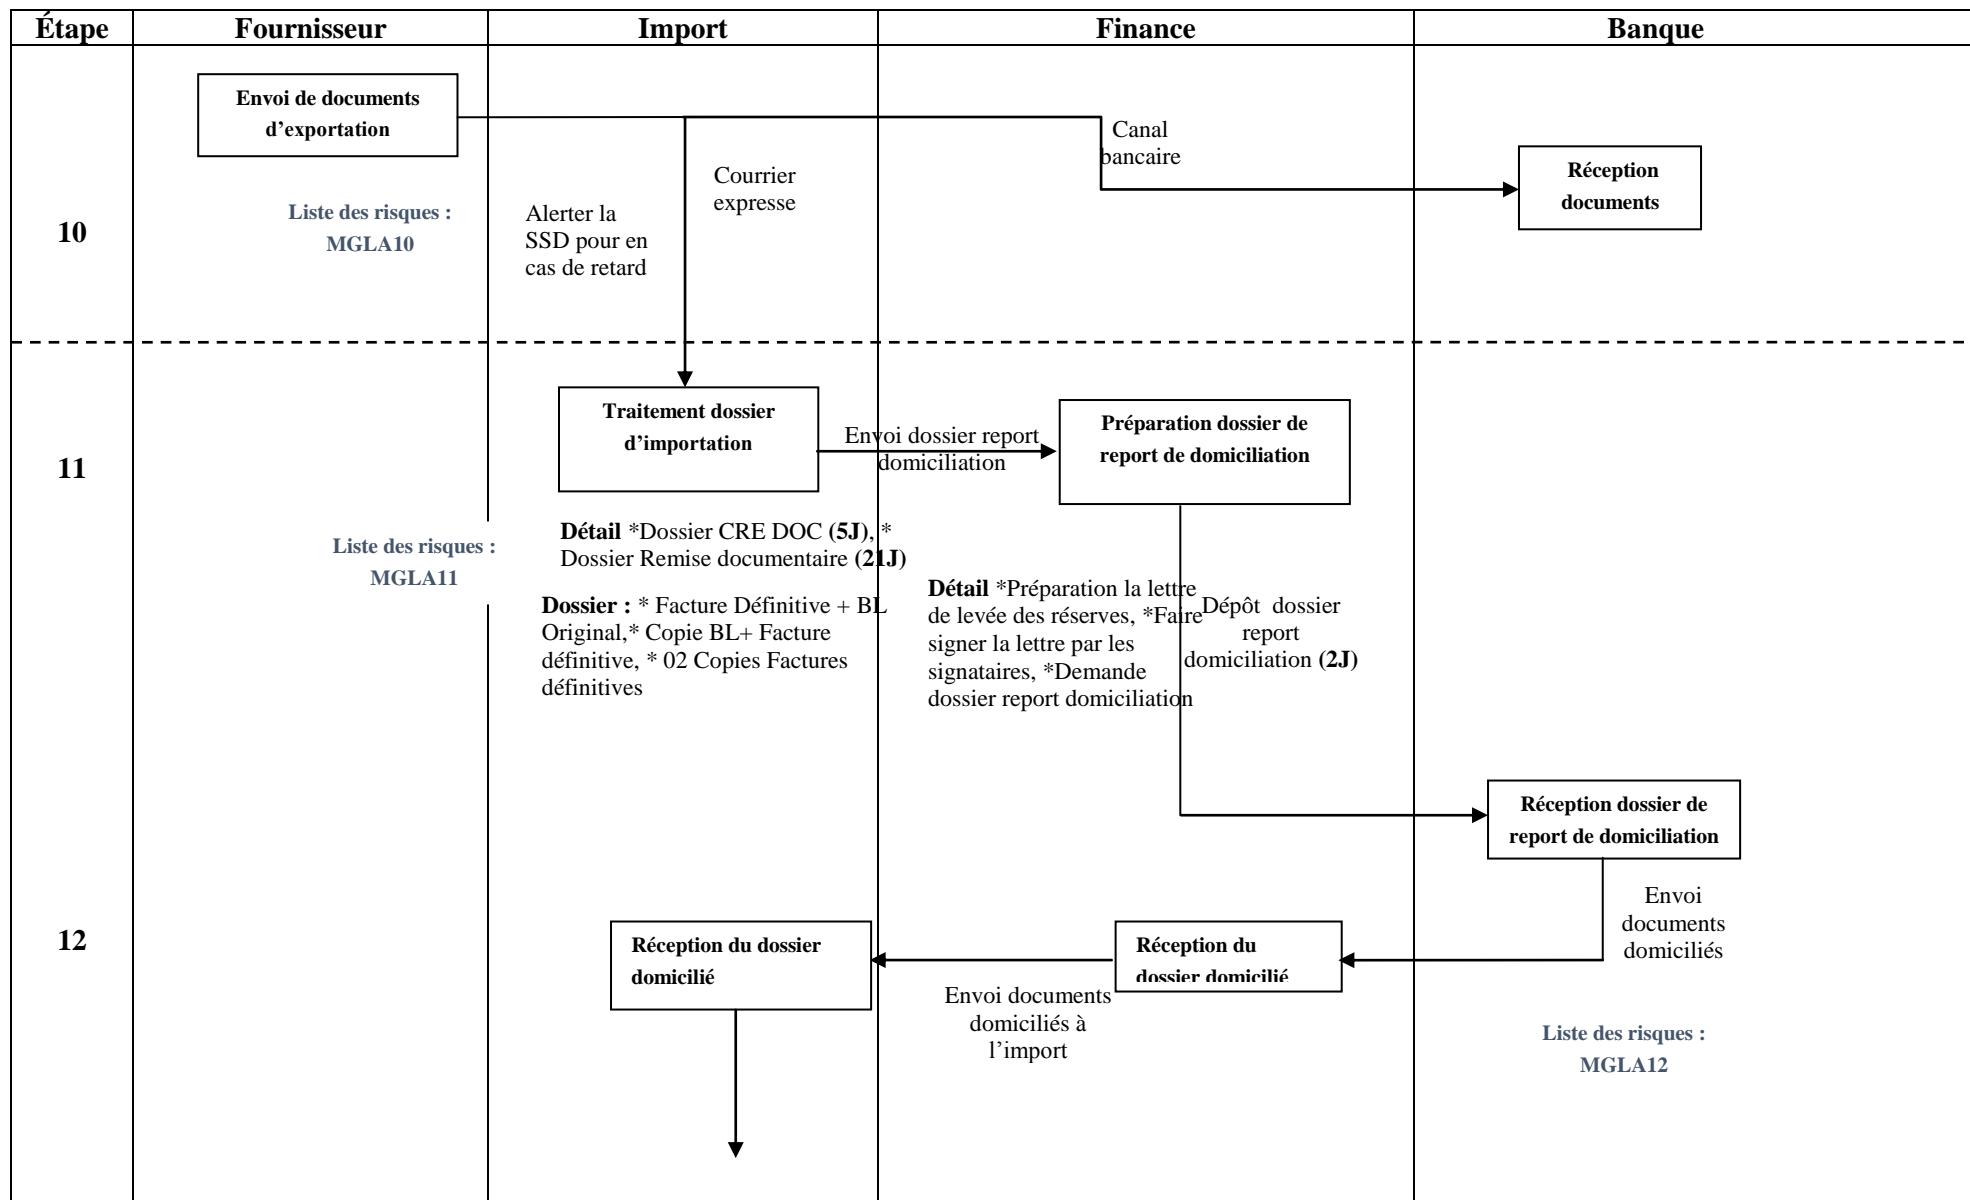 Étape Fournisseur Import Finance Banque
Envoi de documents
d’exportation
Canal
bancaire
Réception
documents
Courrier
expresse
Liste des risques :
MGLA10
Alerter la
SSD pour en
cas de retard
10
Traitement dossier
d’importation
Envoi dossier report
domiciliation
Préparation dossier de
report de domiciliation
11
Liste des risques :
MGLA11
Détail *Dossier CRE DOC (5J), *
Dossier Remise documentaire (21J)
Dossier : * Facture Définitive + BL
Original,* Copie BL+ Facture
définitive, * 02 Copies Factures
définitives
Détail *Préparation la lettre
de levée des réserves, *Faire
signer la lettre par les
signataires, *Demande
dossier report domiciliation
Dépôt dossier
report
domiciliation (2J)
Réception dossier de
report de domiciliation
Envoi
documents
domiciliés
12
Réception du dossier
domicilié
Réception du
dossier domicilié
Envoi documents
domiciliés à
l’import
Liste des risques :
MGLA12